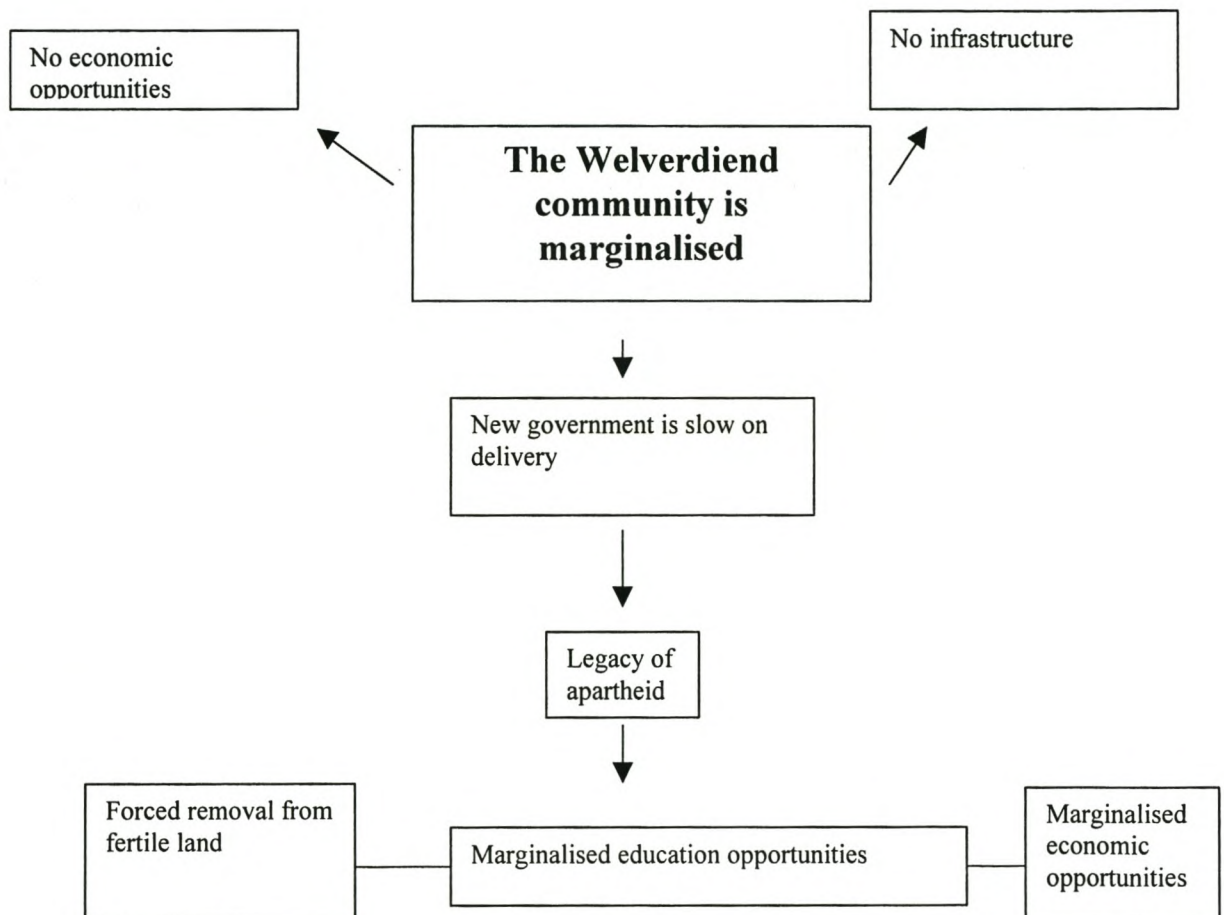 No economic
opportunities
No infrastructure
The Welverdiend
community is
marginalised
New government is slow on
delivery
Legacy of
apartheid
Forced removal from
fertile land
Marginalised education opportunities
Marginalised
economic
opportunities